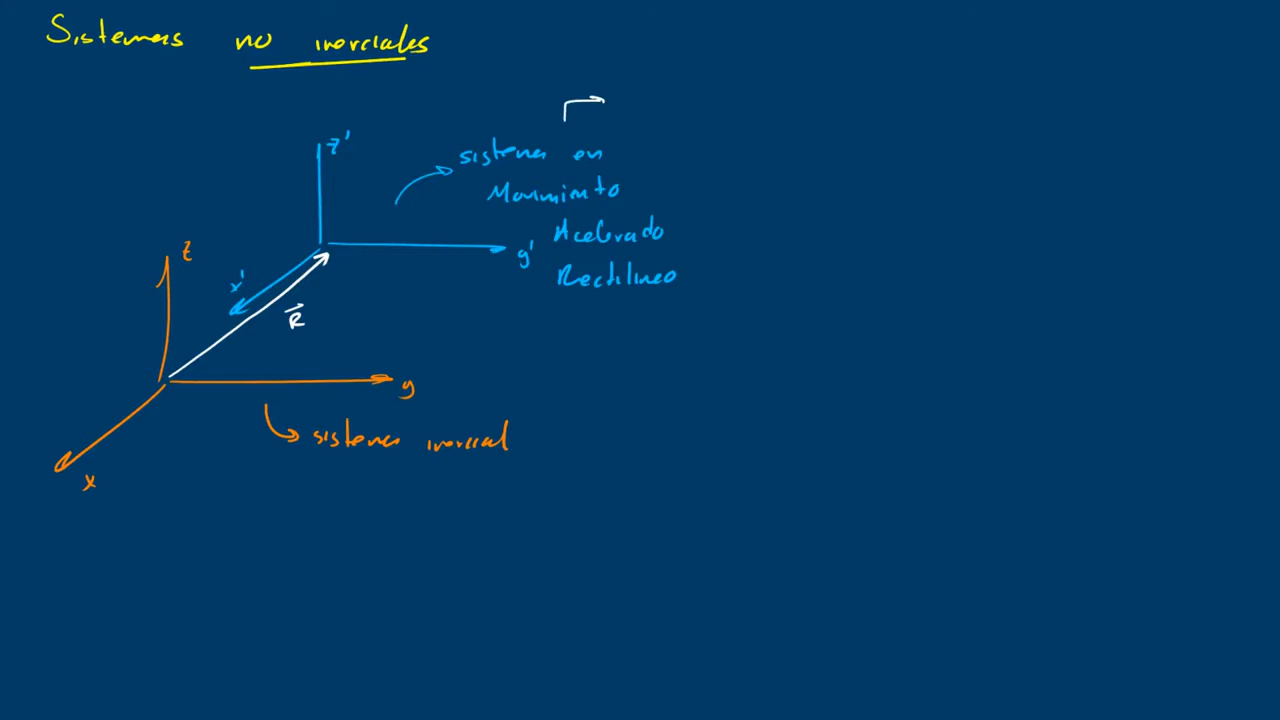 Sistemas no inerciales
z'
sistema en
Movimiento
Acelerado
Rectilineo
y'
x'
R
z
y
x
sistema inercial